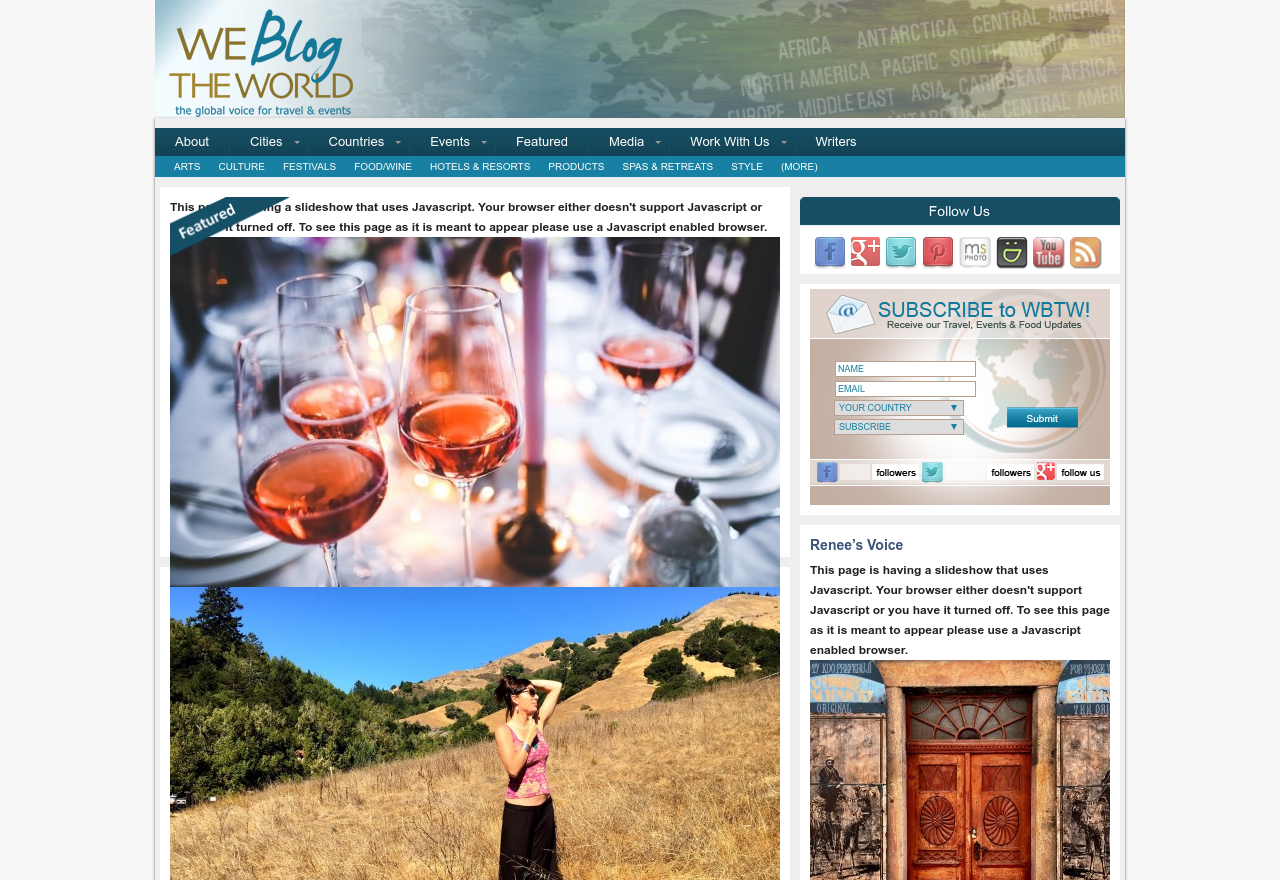 WE Blog
THE WORLD
the global voice for travel & events
AFRICA ANTARCTICA CENTRAL AMERICA
NORTH AMERICA PACIFIC SOUTH AMERICA NOR
EUROPE MIDDLE EAST ASIA CARIBBEAN AFRICA
CENTRAL AMERICA
About Cities Countries Events Featured Media Work With Us Writers
ARTS CULTURE FESTIVALS FOOD/WINE HOTELS & RESORTS PRODUCTS SPAS & RETREATS STYLE (MORE)
Featured
This a slideshow that uses Javascript. Your browser either doesn't support Javascript or
turned off. To see this page as it is meant to appear please use a Javascript enabled browser.
Follow Us
f g+ P ms PHOTO You Tube
@ SUBSCRIBE to WBTW!
Receive our Travel, Events & Food Updates
NAME
EMAIL
YOUR COUNTRY
SUBSCRIBE
Submit
f followers followers g+ follow us
Renee's Voice
This page is having a slideshow that uses
Javascript. Your browser either doesn't support
Javascript or you have it turned off. To see this page
as it is meant to appear please use a Javascript
enabled browser.
ORIGINAL